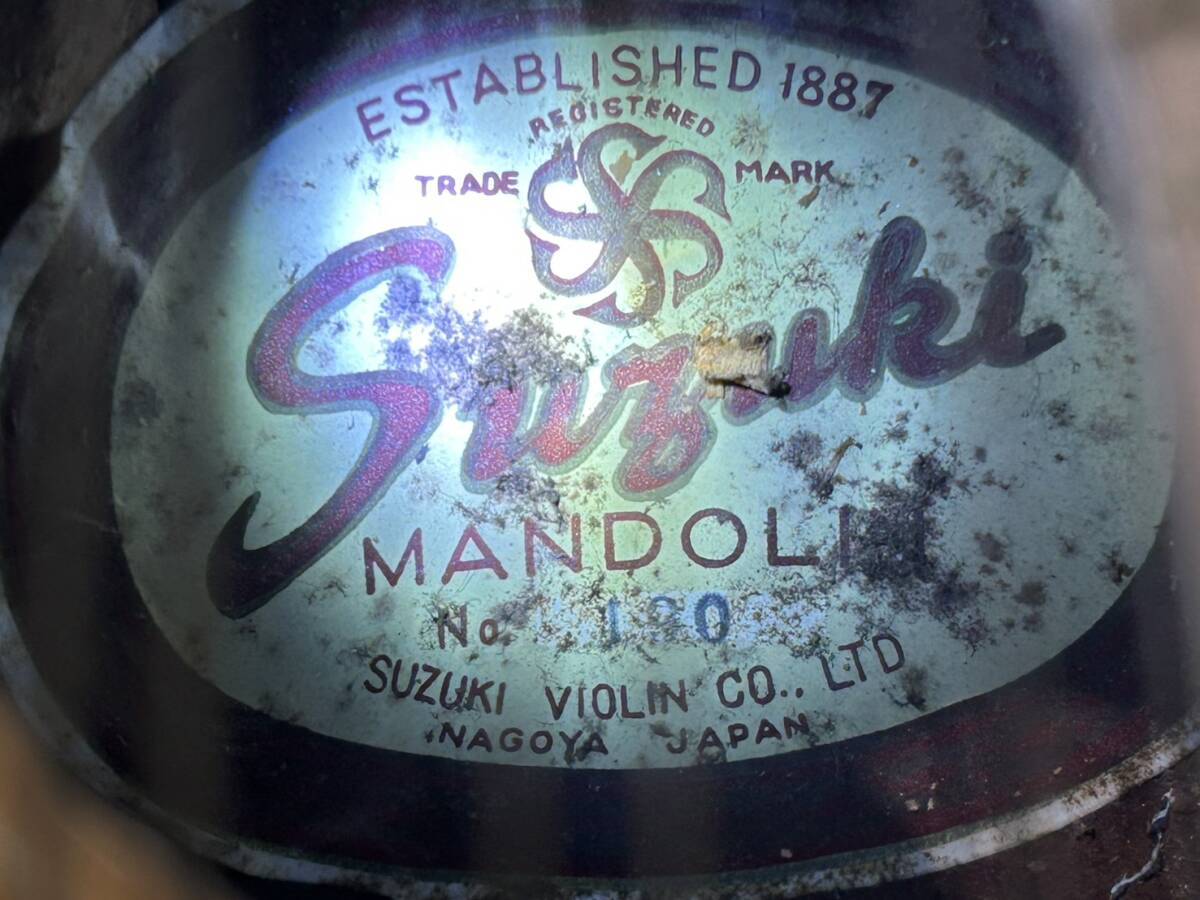 ESTABLISHED 1887
REGISTERED
TRADE MARK
Suzuki
MANDOLIN
No.
SUZUKI VIOLIN CO., LTD
NAGOYA JAPAN